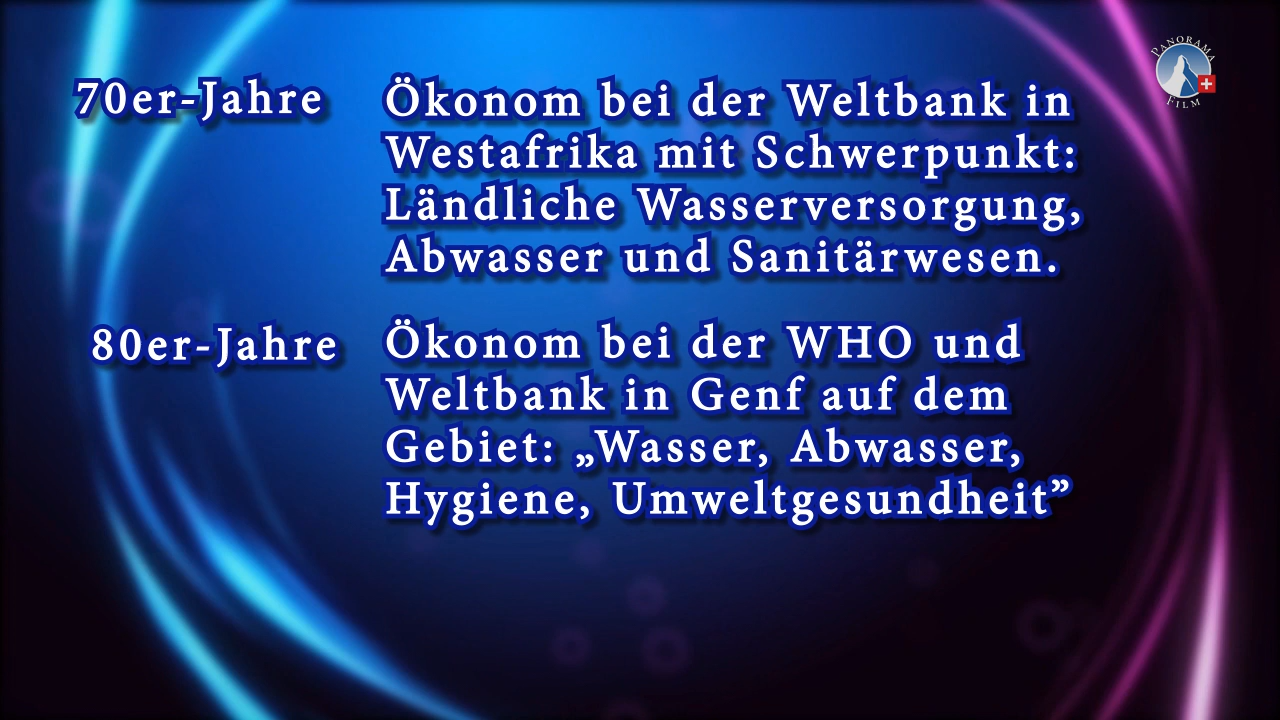 PANORAMA
FILM
70er-Jahre
Ökonom bei der Weltbank in
Westafrika mit Schwerpunkt:
Ländliche Wasserversorgung,
Abwasser und Sanitärwesen.
80er-Jahre
Ökonom bei der WHO und
Weltbank in Genf auf dem
Gebiet: „Wasser, Abwasser,
Hygiene, Umweltgesundheit”